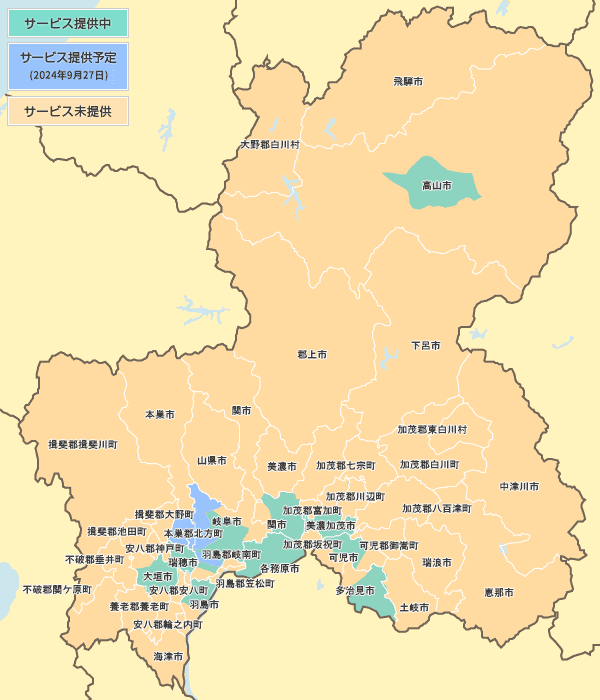 サービス提供中
サービス提供予定
(2024年9月27日)
サービス未提供
飛騨市
大野郡白川村
高山市
郡上市
下呂市
本巣市
関市
加茂郡東白川村
揖斐郡揖斐川町
山県市
美濃市
加茂郡七宗町
加茂郡白川町
中津川市
加茂郡川辺町
加茂郡八百津町
揖斐郡大野町
岐阜市
関市
加茂郡富加町
美濃加茂市
揖斐郡池田町
本巣郡北方町
加茂郡坂祝町
可児郡御嵩町
安八郡神戸町
羽島郡岐南町
可児市
不破郡垂井町
瑞穂市
各務原市
瑞浪市
大垣市
羽島郡笠松町
不破郡関ケ原町
安八郡安八町
多治見市
恵那市
養老郡養老町
羽島市
土岐市
安八郡輪之内町
海津市